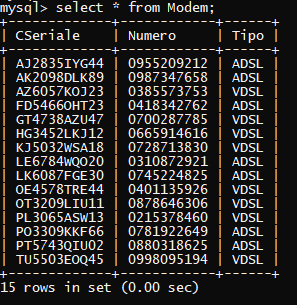 mysql> select * from Modem;
+-------------+------------+------+
| CSeriale | Numero | Tipo |
+-------------+------------+------+
| AJ2835IYG44 | 0955209212 | ADSL |
| AK2098DLK89 | 0987347658 | ADSL |
| AZ6057KOJ23 | 0385573753 | VDSL |
| FD5466OHT23 | 0418342762 | VDSL |
| GT4738AZU47 | 0700287785 | VDSL |
| HG3452LKJ12 | 0665914616 | VDSL |
| KJ5032WSA18 | 0728713830 | VDSL |
| LE6784WQO20 | 0310872921 | ADSL |
| LK6087FGE30 | 0745224825 | ADSL |
| OE4578TRE44 | 0401135926 | VDSL |
| OT3209LIU11 | 0878646306 | VDSL |
| PL3065ASW13 | 0215378460 | VDSL |
| PO3309KKF66 | 0781922649 | VDSL |
| PT5743QIU02 | 0880318625 | ADSL |
| TU5503EOQ45 | 0998095194 | VDSL |
+-------------+------------+------+
15 rows in set (0.00 sec)